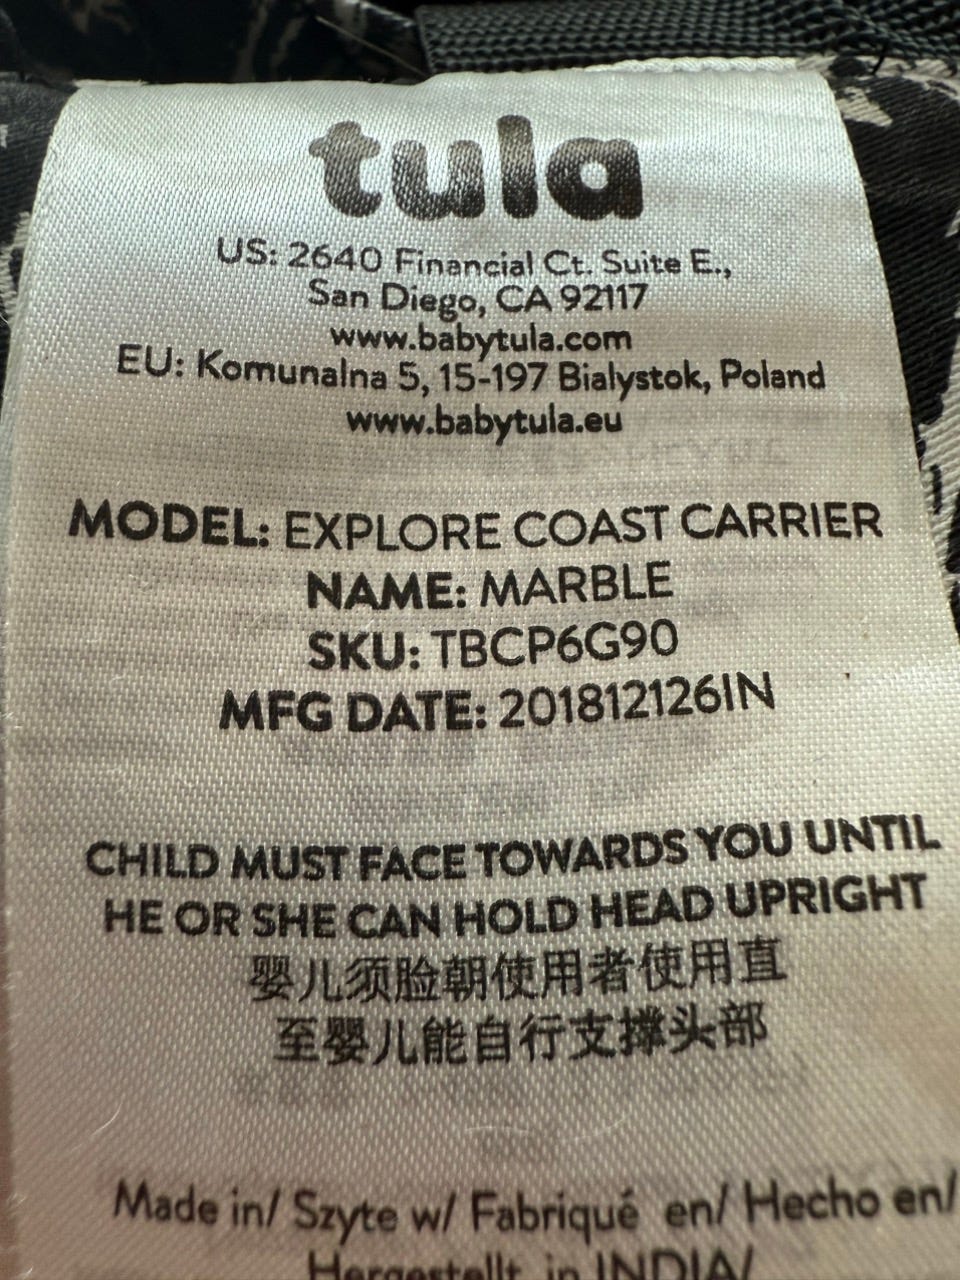 tula
US: 2640 Financial Ct. Suite E.,
San Diego, CA 92117
www.babytula.com
EU: Komunalna 5, 15-197 Bialystok, Poland
www.babytula.eu
MODEL: EXPLORE COAST CARRIER
NAME: MARBLE
SKU: TBCP6G90
MFG DATE: 201812126IN
CHILD MUST FACE TOWARDS YOU UNTIL
HE OR SHE CAN HOLD HEAD UPRIGHT
婴儿须脸朝使用者使用直
至婴儿能自行支撑头部
Made in/ Szyte w/ Fabriqué en/ Hecho en/
Hergestellt in INDIA/